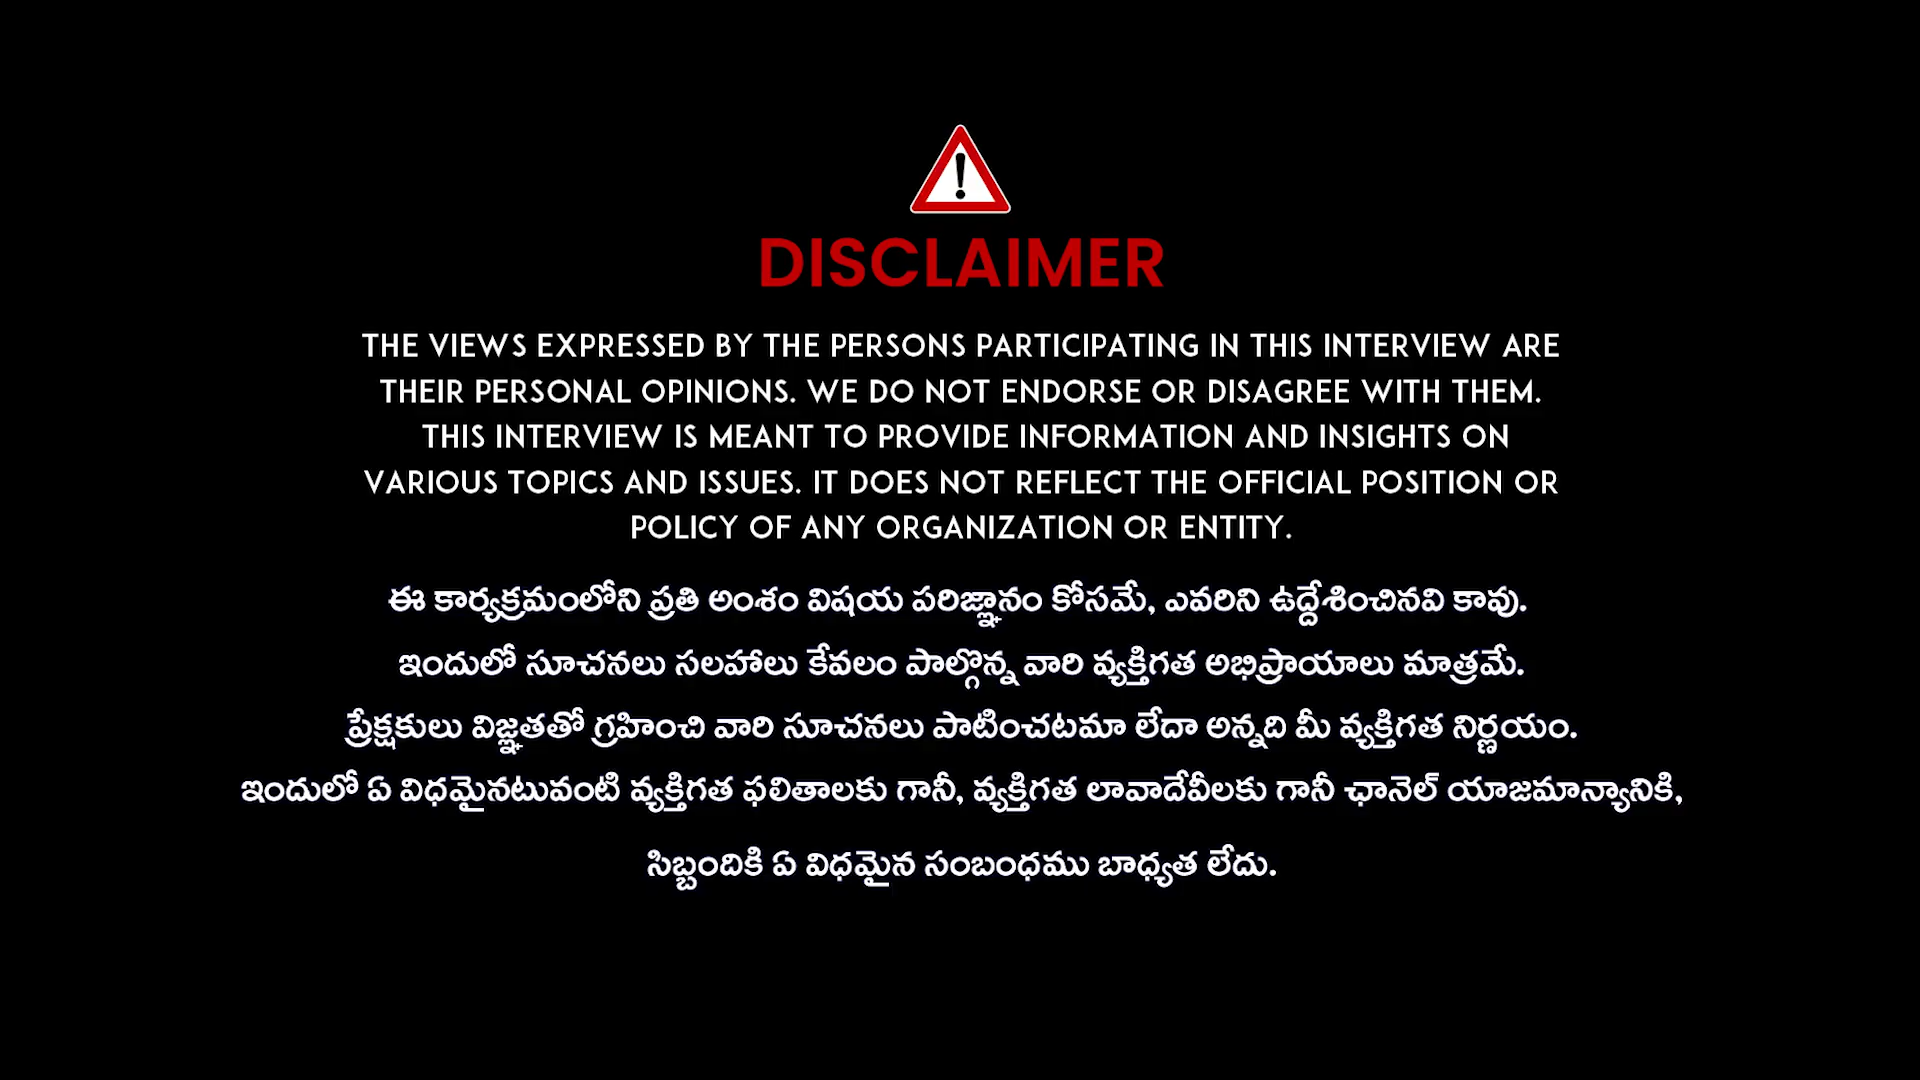 DISCLAIMER
THE VIEWS EXPRESSED BY THE PERSONS PARTICIPATING IN THIS INTERVIEW ARE
THEIR PERSONAL OPINIONS. WE DO NOT ENDORSE OR DISAGREE WITH THEM.
THIS INTERVIEW IS MEANT TO PROVIDE INFORMATION AND INSIGHTS ON
VARIOUS TOPICS AND ISSUES. IT DOES NOT REFLECT THE OFFICIAL POSITION OR
POLICY OF ANY ORGANIZATION OR ENTITY.
ఈ కార్యక్రమంలోని ప్రతి అంశం విషయ పరిజ్ఞానం కోసమే, ఎవరిని ఉద్దేశించినవి కావు.
ఇందులో సూచనలు సలహాలు కేవలం పాల్గొన్న వారి వ్యక్తిగత అభిప్రాయాలు మాత్రమే.
ప్రేక్షకులు విజ్ఞతతో గ్రహించి వారి సూచనలు పాటించటమా లేదా అన్నది మీ వ్యక్తిగత నిర్ణయం.
ఇందులో ఏ విధమైనటువంటి వ్యక్తిగత ఫలితాలకు గానీ, వ్యక్తిగత లావాదేవీలకు గానీ ఛానెల్ యాజమాన్యానికి,
సిబ్బందికి ఏ విధమైన సంబంధము బాధ్యత లేదు.